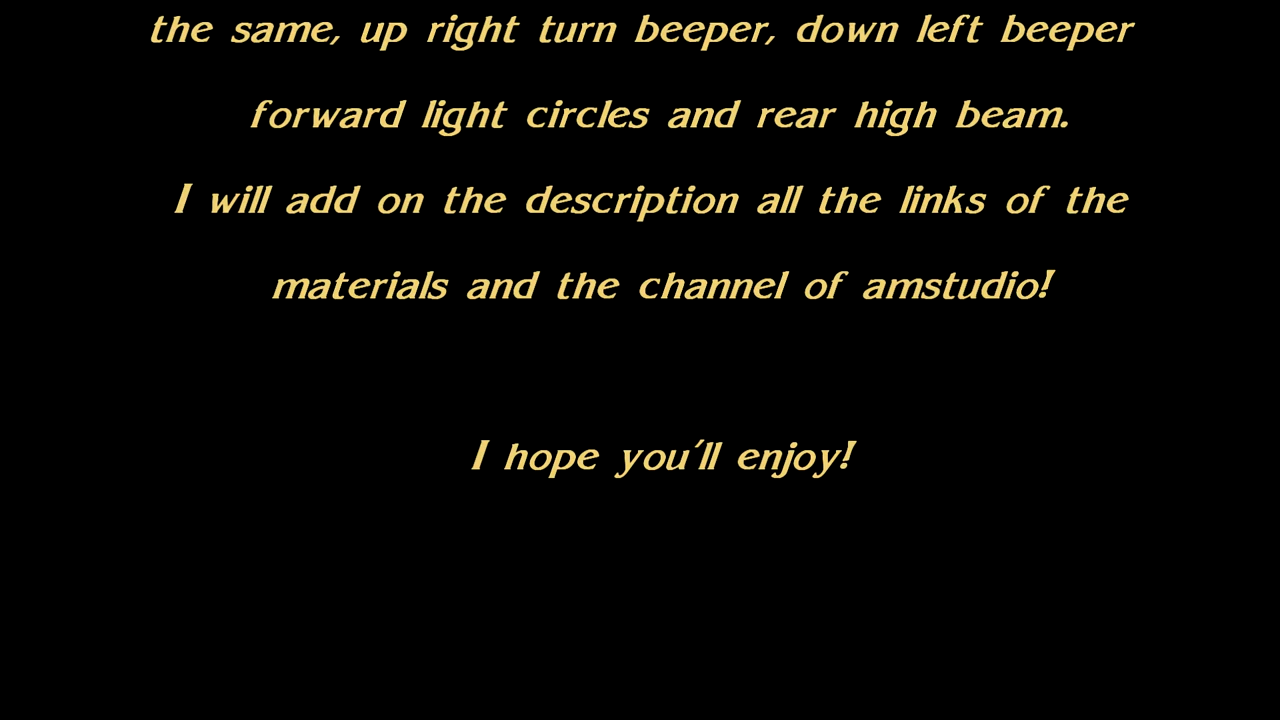 the same, up right turn beeper, down left beeper
forward light circles and rear high beam.
I will add on the description all the links of the
materials and the channel of amstudio!
I hope you'll enjoy!